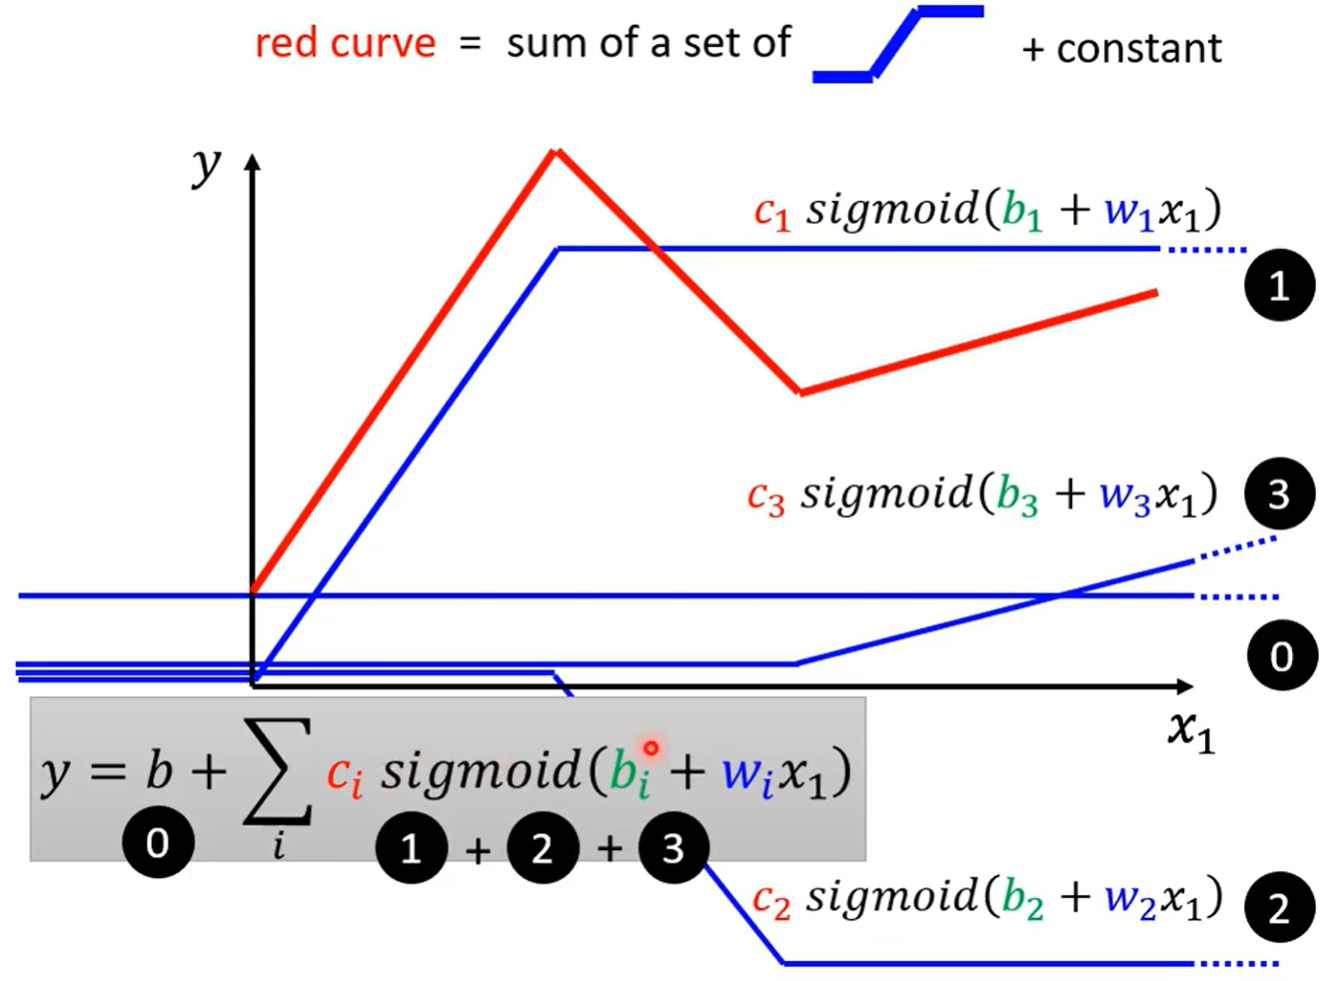 red curve = sum of a set of + constant
y
c₁ sigmoid(b₁ + w₁x₁)
1
c₃ sigmoid(b₃ + w₃x₁)
3
0
x₁
y = b + ∑ᵢ cᵢ sigmoid(bᵢ + wᵢx₁)
0 1 + 2 + 3
c₂ sigmoid(b₂ + w₂x₁)
2